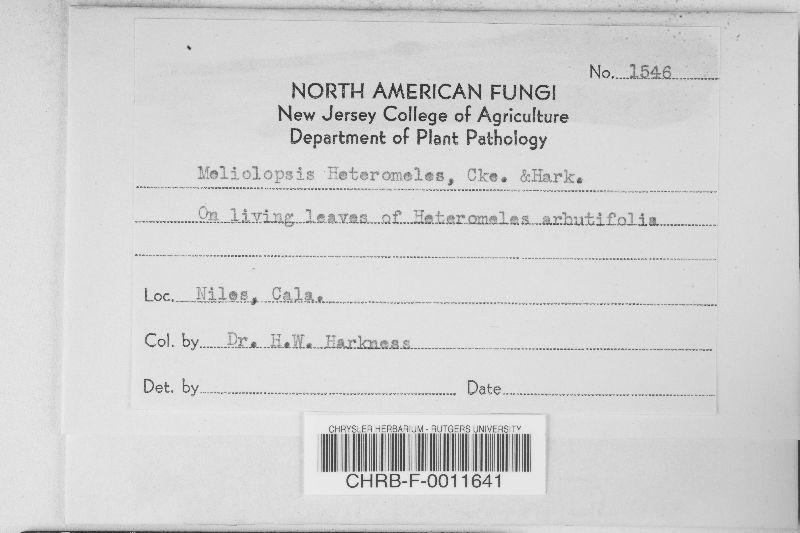 No. 1546
NORTH AMERICAN FUNGI
New Jersey College of Agriculture
Department of Plant Pathology
Meliolopsis Heteromeles, Cke. &Hark.
On living leaves of Heteromeles arbutifolia
Loc. Niles, Cala.
Col. by Dr. H.W. Harkness
Det. by Date
CHRYSLER HERBARIUM - RUTGERS UNIVERSITY
CHRB-F-0011641